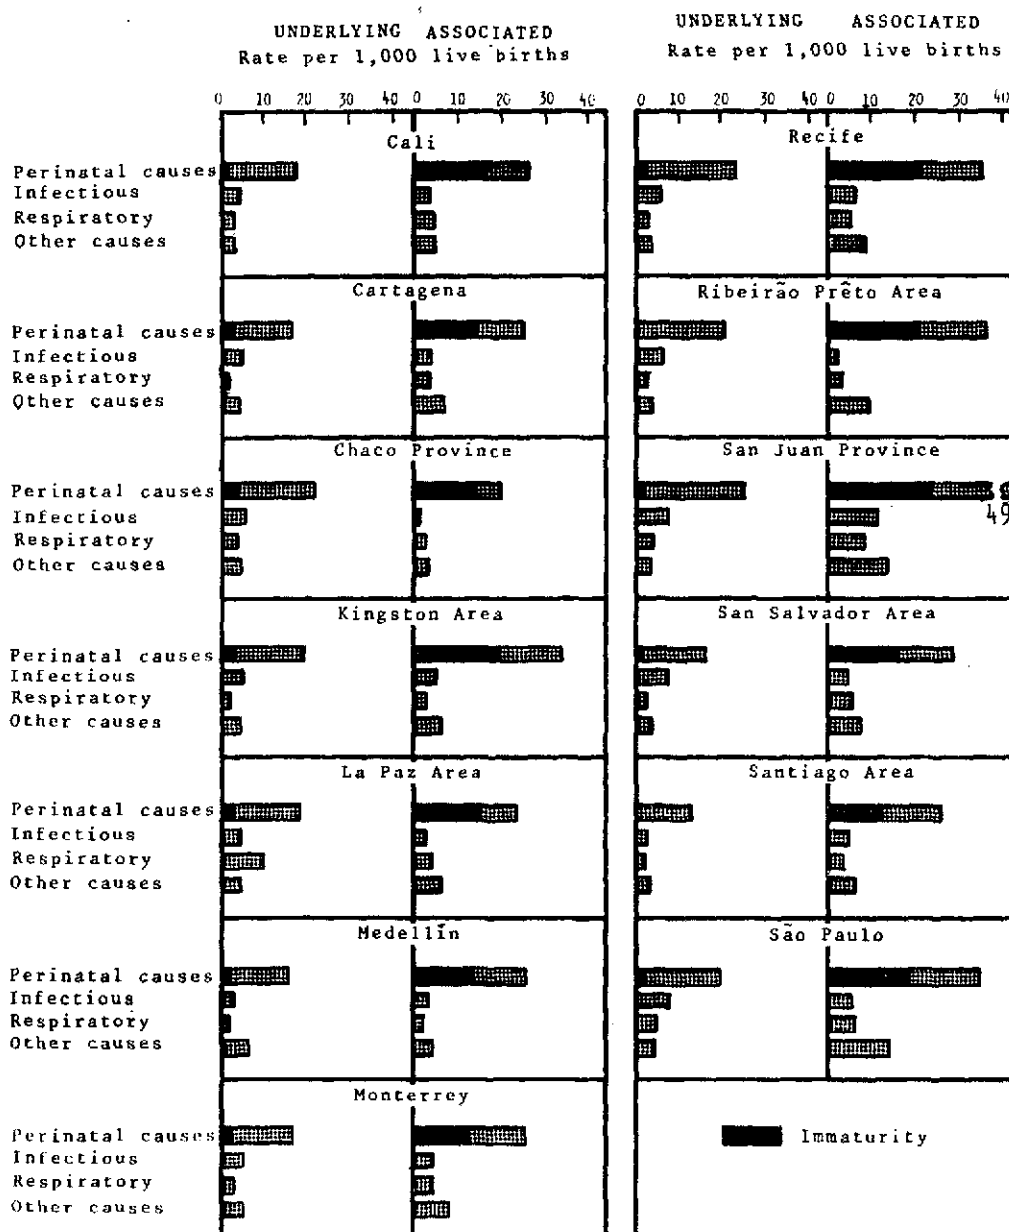 UNDERLYING ASSOCIATED
Rate per 1,000 live births
0 10 20 30 40 0 10 20 30 40
Cali
Perinatal causes
Infectious
Respiratory
Other causes
Cartagena
Perinatal causes
Infectious
Respiratory
Other causes
Chaco Province
Perinatal causes
Infectious
Respiratory
Other causes
Kingston Area
Perinatal causes
Infectious
Respiratory
Other causes
La Paz Area
Perinatal causes
Infectious
Respiratory
Other causes
Medellín
Perinatal causes
Infectious
Respiratory
Other causes
Monterrey
Perinatal causes
Infectious
Respiratory
Other causes
UNDERLYING ASSOCIATED
Rate per 1,000 live births
0 10 20 30 40 0 10 20 30 40
Recife
Ribeirão Prêto Area
San Juan Province
49
San Salvador Area
Santiago Area
São Paulo
Immaturity